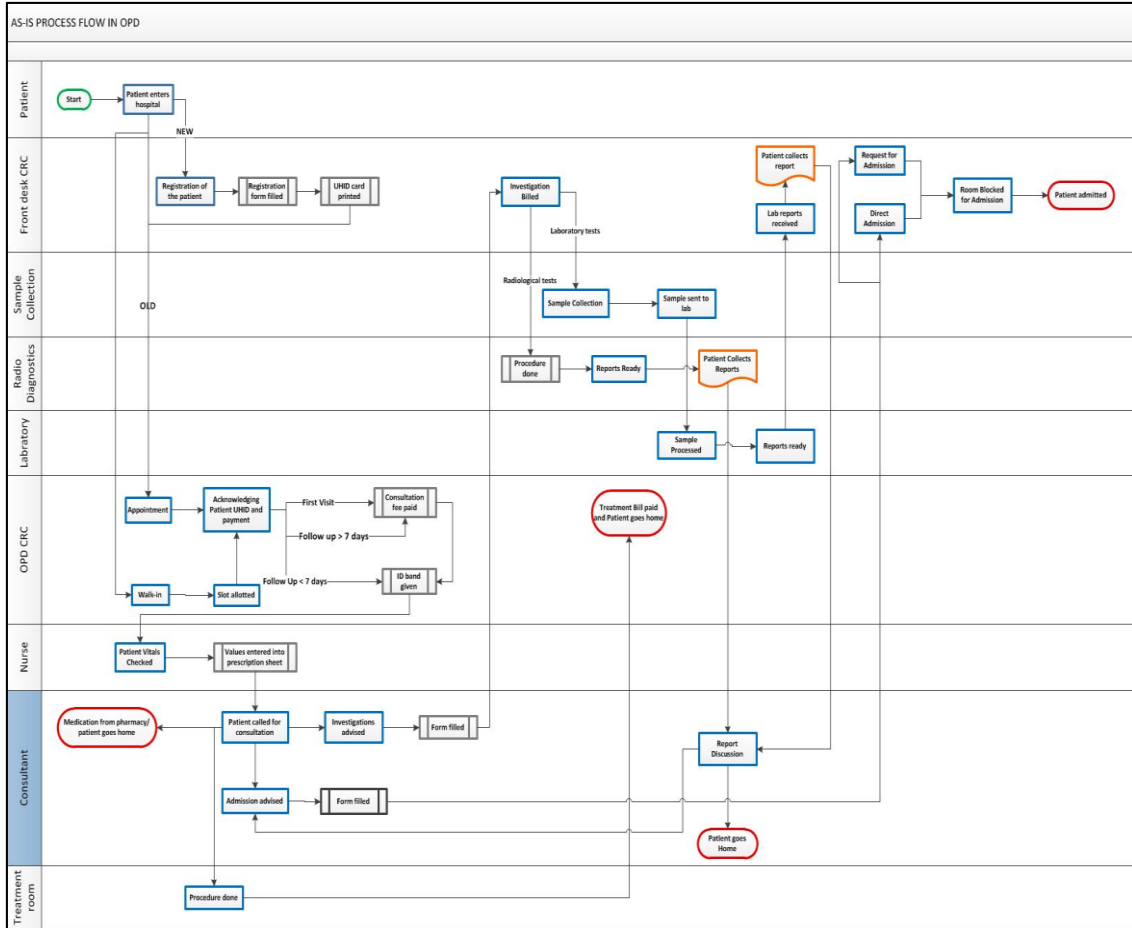 AS-IS PROCESS FLOW IN OPD
Patient
Start
Patient enters
hospital
NEW
Front desk CRC
Registration of
the patient
Registration
form filled
UHID card
printed
Investigation
Billed
Laboratory tests
Patient collects
report
Lab reports
received
Request for
Admission
Direct
Admission
Room Blocked
for Admission
Patient admitted
Sample
Collection
OLD
Radiological tests
Sample Collection
Sample sent to
lab
Radio
Diagnostics
Procedure
done
Reports Ready
Patient Collects
Reports
Labratory
Sample
Processed
Reports ready
OPD CRC
Appointment
Acknowledging
Patient UHID and
payment
First Visit
Consultation
fee paid
Follow up > 7 days
Follow Up < 7 days
ID band
given
Walk-in
Slot allotted
Treatment Bill paid
and Patient goes home
Nurse
Patient Vitals
Checked
Values entered into
prescription sheet
Consultant
Medication from pharmacy/
patient goes home
Patient called for
consultation
Investigations
advised
Form filled
Report
Discussion
Admission advised
Form filled
Patient goes
Home
Treatment
room
Procedure done